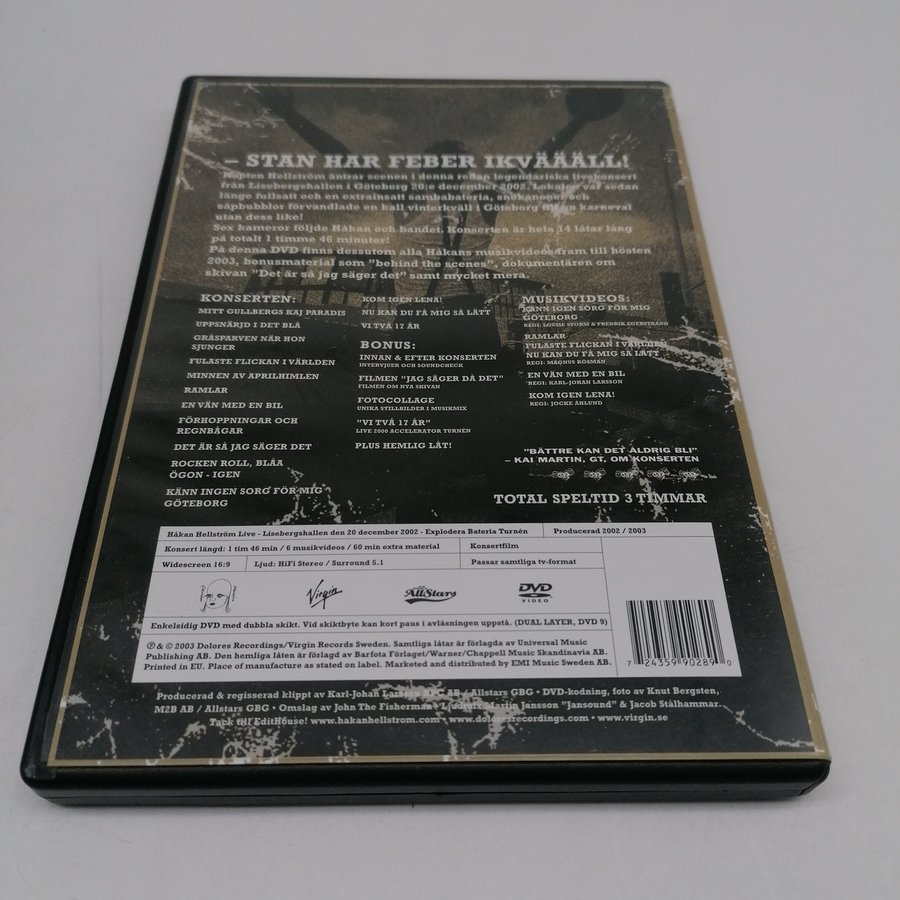 – STAN HAR FEBER IKVÄÄÄLL!
Kapten Hellström äntrar scenen i denna redan legendariska livekonsert
från Lisebergshallen i Göteborg 20:e december 2002. Lokalen var sedan
länge fullsatt och en extrainsatt sambabateria, snökanoner och
såpbubblor förvandlade en kall vinterkväll i Göteborg till en karneval
utan dess like!
Sex kameror följde Håkan och bandet. Konserten är hela 14 låtar lång
på totalt 1 timme 46 minuter!
På denna DVD finns dessutom alla Håkans musikvideos fram till hösten
2003, bonusmaterial som "behind the scenes", dokumentären om
skivan "Det är så jag säger det" samt mycket mera.
KONSERTEN:
MITT GULLBERGS KAJ PARADIS
UPPSNÄRJD I DET BLÅ
GRÅSPARVEN NÄR HON
SJUNGER
FULASTE FLICKAN I VÄRLDEN
MINNEN AV APRILHIMLEN
RAMLAR
EN VÄN MED EN BIL
FÖRHOPPNINGAR OCH
REGNBÅGAR
DET ÄR SÅ JAG SÄGER DET
ROCKEN ROLL, BLÅA
ÖGON - IGEN
KÄNN INGEN SORG FÖR MIG
GÖTEBORG
KOM IGEN LENA!
NU KAN DU FÅ MIG SÅ LÄTT
VI TVÅ 17 ÅR
BONUS:
INNAN & EFTER KONSERTEN
INTERVJUER OCH SOUNDCHECK
FILMEN "JAG SÄGER DÅ DET"
FILMEN OM NYA SKIVAN
FOTOCOLLAGE
UNIKA STILLBILDER I MUSIKMIX
"VI TVÅ 17 ÅR"
LIVE 2000 ACCELERATOR TURNÉN
PLUS HEMLIG LÅT!
MUSIKVIDEOS:
KÄNN IGEN SORG FÖR MIG
GÖTEBORG
REGI: LOUISE STORM & FREDRIK EGERSTRAND
RAMLAR
FULASTE FLICKAN I VÄRLDEN
NU KAN DU FÅ MIG SÅ LÄTT
REGI: MAGNUS RÖSMAN
EN VÄN MED EN BIL
REGI: KARL-JOHAN LARSSON
KOM IGEN LENA!
REGI: JOCKE ÅHLUND
"BÄTTRE KAN DET ALDRIG BLI"
– KAI MARTIN, GT, OM KONSERTEN
TOTAL SPELTID 3 TIMMAR
Håkan Hellström Live - Lisebergshallen den 20 december 2002 - Explodera Bateria Turnén
Producerad 2002 / 2003
Konsert längd: 1 tim 46 min / 6 musikvideos / 60 min extra material
Konsertfilm
Widescreen 16:9
Ljud: HiFi Stereo / Surround 5.1
Passar samtliga tv-format
Virgin
AllStars
DVD
VIDEO
Enkelsidig DVD med dubbla skikt. Vid skiktbyte kan kort paus i avläsningen uppstå. (DUAL LAYER, DVD 9)
℗ & © 2003 Dolores Recordings/Virgin Records Sweden. Samtliga låtar är förlagda av Universal Music
Publishing AB. Den hemliga låten är förlagd av Barfota Förlaget/Warner/Chappell Music Skandinavia AB.
Printed in EU. Place of manufacture as stated on label. Marketed and distributed by EMI Music Sweden AB.
7 24359 90289 0
Producerad & regisserad klippt av Karl-Johan Larsson RPC AB / Allstars GBG • DVD-kodning, foto av Knut Bergsten,
M2B AB / Allstars GBG • Omslag av John The Fisherman • Ljudmix Martin Jansson "Jansound" & Jacob Stålhammar.
Tack till EditHouse! www.hakanhellstrom.com • www.doloresrecordings.com • www.virgin.se